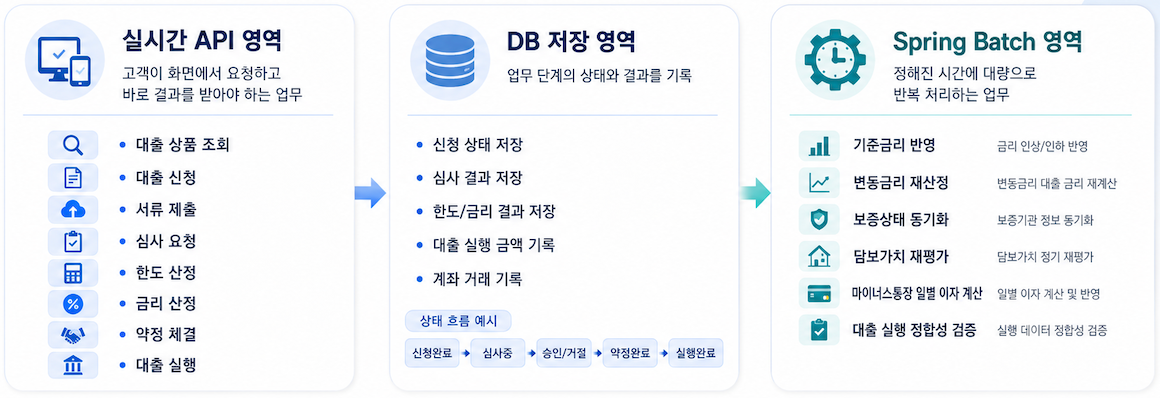 실시간 API 영역
고객이 화면에서 요청하고
바로 결과를 받아야 하는 업무
대출 상품 조회
대출 신청
서류 제출
심사 요청
한도 산정
금리 산정
약정 체결
대출 실행
DB 저장 영역
업무 단계의 상태와 결과를 기록
신청 상태 저장
심사 결과 저장
한도/금리 결과 저장
대출 실행 금액 기록
계좌 거래 기록
상태 흐름 예시
신청완료 심사중 승인/거절 약정완료 실행완료
Spring Batch 영역
정해진 시간에 대량으로
반복 처리하는 업무
기준금리 반영 금리 인상/인하 반영
변동금리 재산정 변동금리 대출 금리 재계산
보증상태 동기화 보증기관 정보 동기화
담보가치 재평가 담보가치 정기 재평가
마이너스통장 일별 이자 계산 일별 이자 계산 및 반영
대출 실행 정합성 검증 실행 데이터 정합성 검증